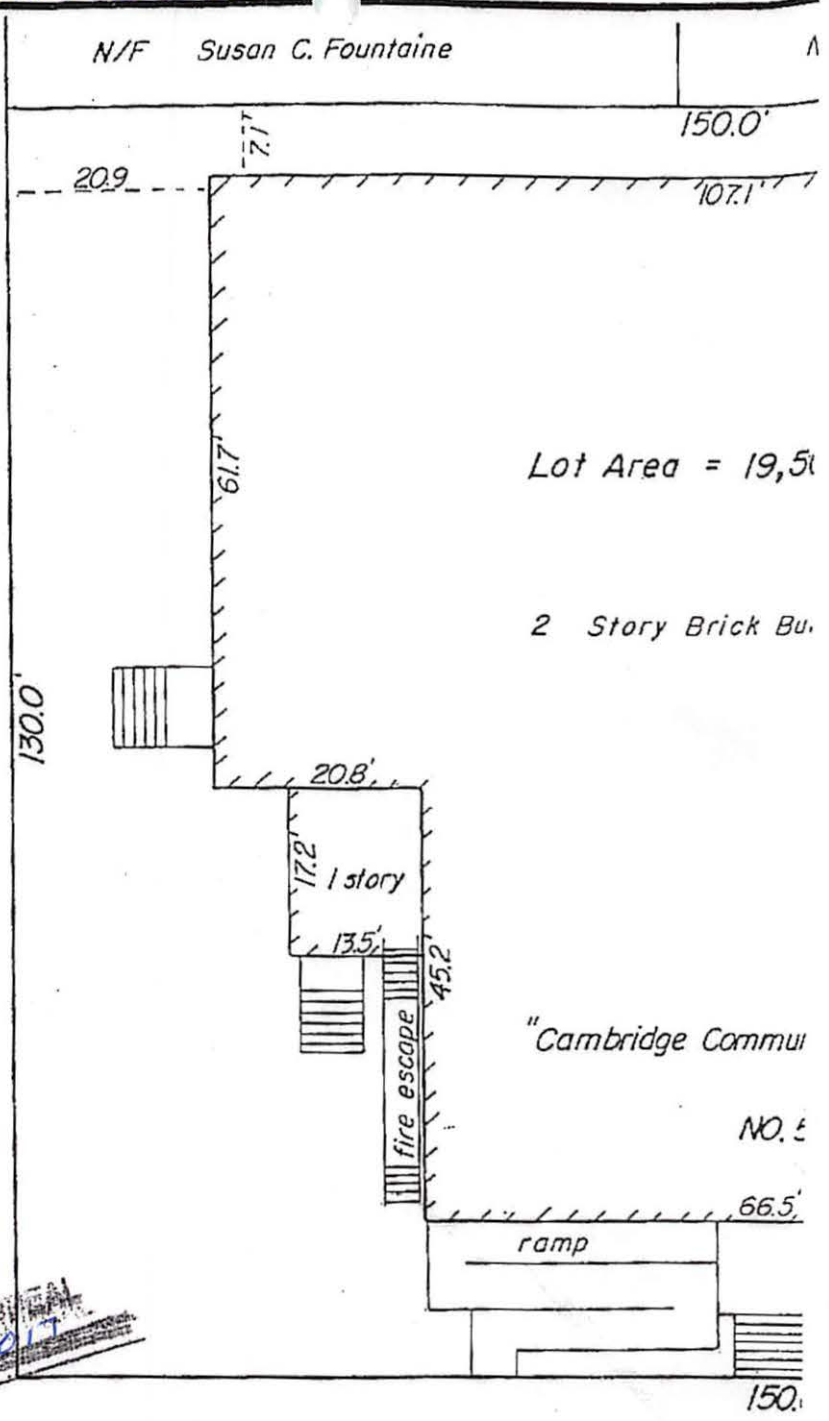 N/F Susan C. Fountaine
150.0'
7.1'
20.9
107.1'
61.7'
Lot Area = 19,5
2 Story Brick Bu
130.0'
20.8'
17.2'
1 story
13.5'
45.2'
fire escape
"Cambridge Commu
NO. 5
66.5'
ramp
150.